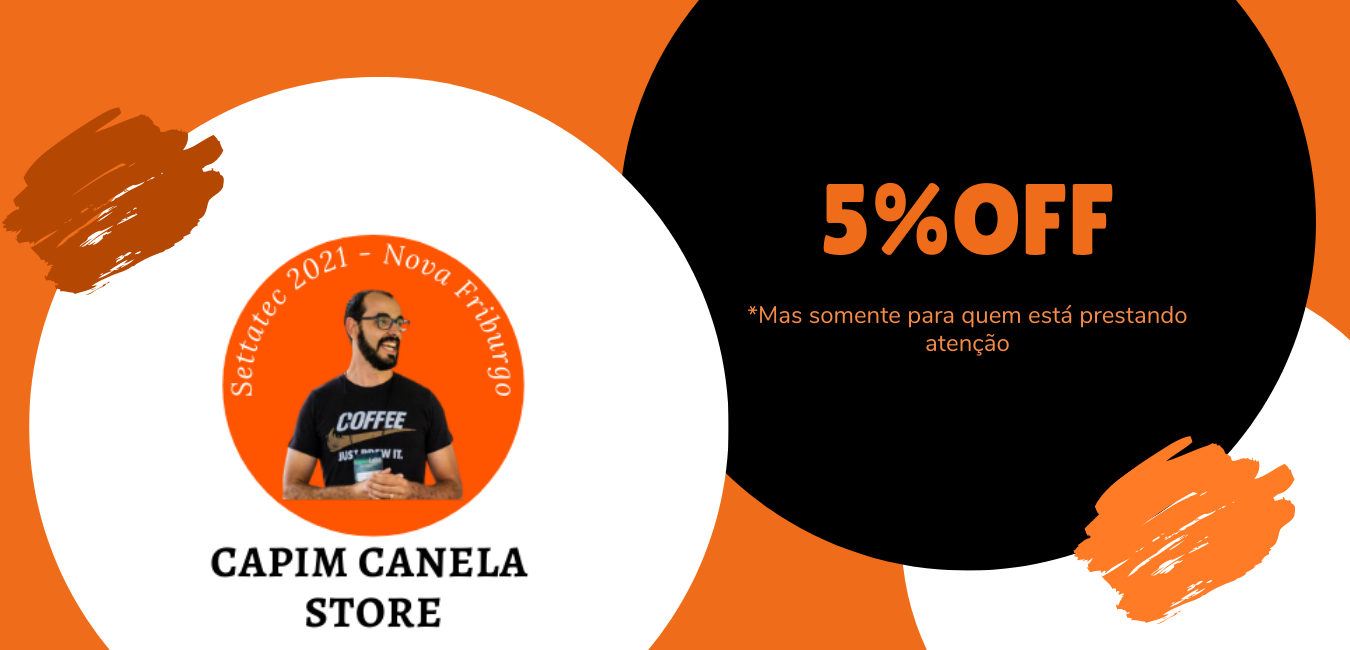 Settatec 2021 - Nova Friburgo
COFFEE
CAPIM CANELA
STORE
5%OFF
*Mas somente para quem está prestando
atenção